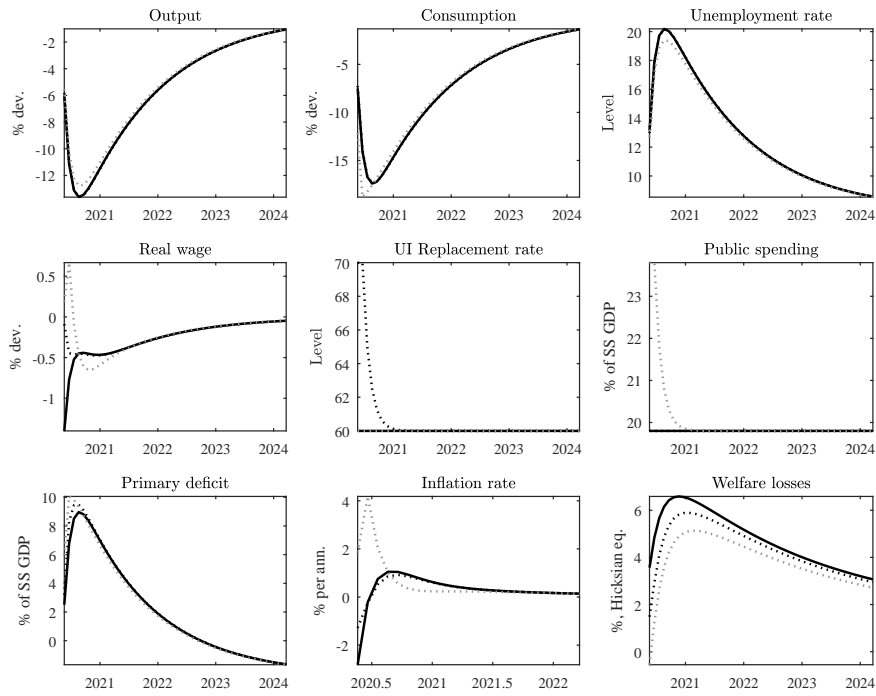 Output
Consumption
Unemployment rate
% dev.
-2
-4
-6
-8
-10
-12
2021 2022 2023 2024
% dev.
-5
-10
-15
2021 2022 2023 2024
Level
20
18
16
14
12
10
2021 2022 2023 2024
Real wage
UI Replacement rate
Public spending
% dev.
0.5
0
-0.5
-1
2021 2022 2023 2024
Level
70
68
66
64
62
60
2021 2022 2023 2024
% of SS GDP
23
22
21
20
2021 2022 2023 2024
Primary deficit
Inflation rate
Welfare losses
% of SS GDP
10
8
6
4
2
0
2021 2022 2023 2024
% per ann.
4
2
0
-2
2020.5 2021 2021.5 2022
%, Hicksian eq.
6
4
2
0
2021 2022 2023 2024